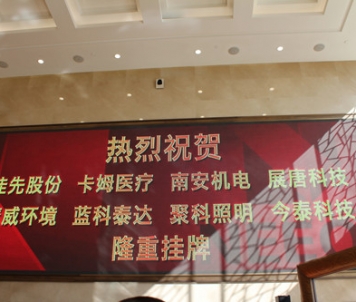 热烈祝贺
佳先股份 卡姆医疗 南安机电 展唐科技
威环境 蓝科泰达 聚科照明 今泰科技
隆重挂牌